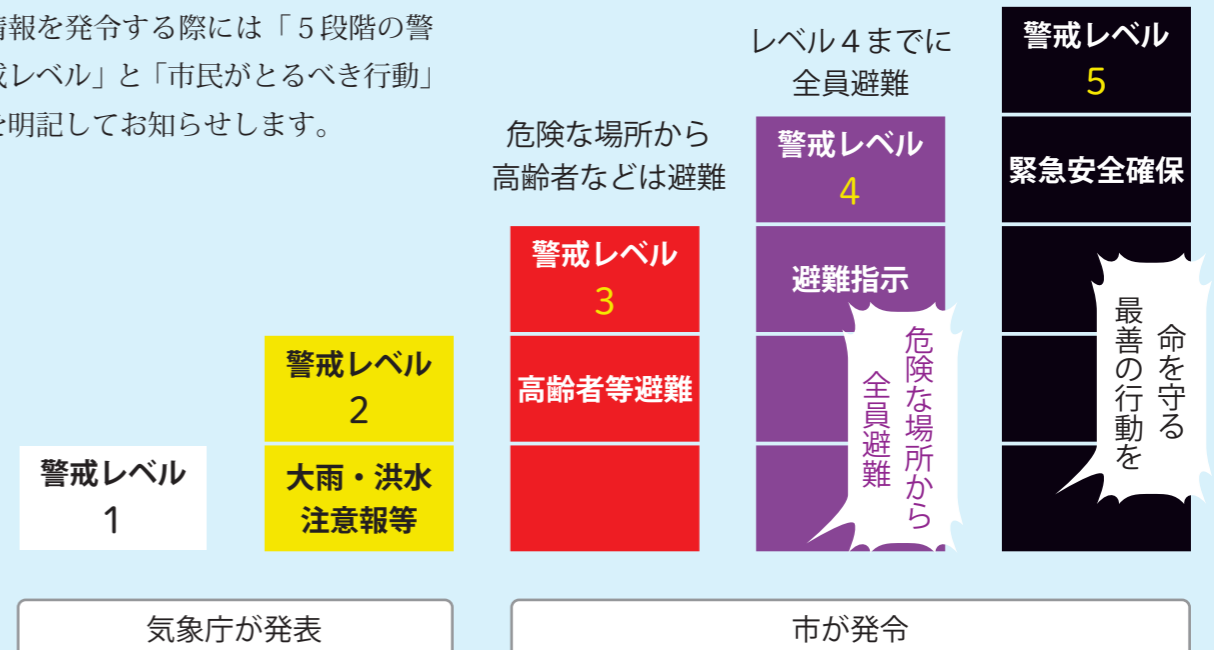 情報を発令する際には「５段階の警
戒レベル」と「市民がとるべき行動」
を明記してお知らせします。
警戒レベル
1
警戒レベル
2
大雨・洪水
注意報等
危険な場所から
高齢者などは避難
警戒レベル
3
高齢者等避難
レベル４までに
全員避難
警戒レベル
4
避難指示
危険な場所から
全員避難
警戒レベル
5
緊急安全確保
命を守る
最善の行動を
気象庁が発表
市が発令